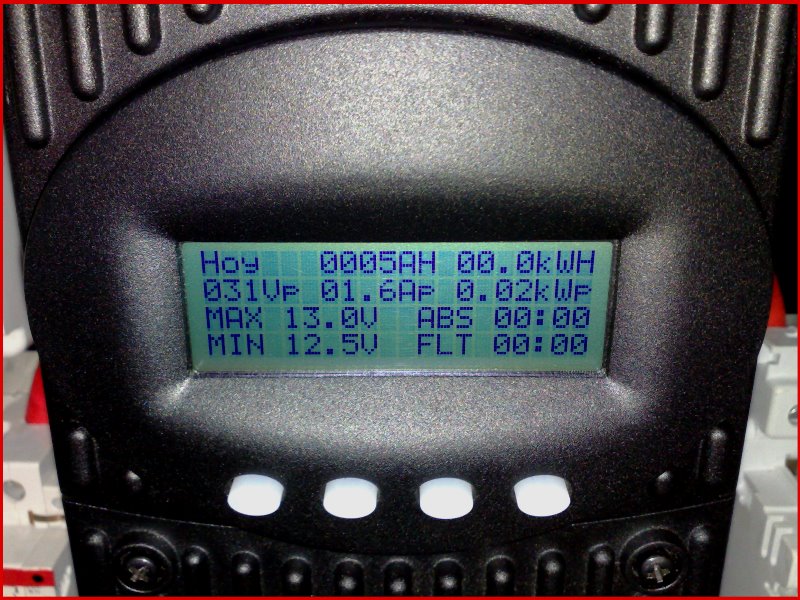 Hoy 0005AH 00.0kWH
031Vp 01.6Ap 0.02kWp
MAX 13.0V ABS 00:00
MIN 12.5V FLT 00:00